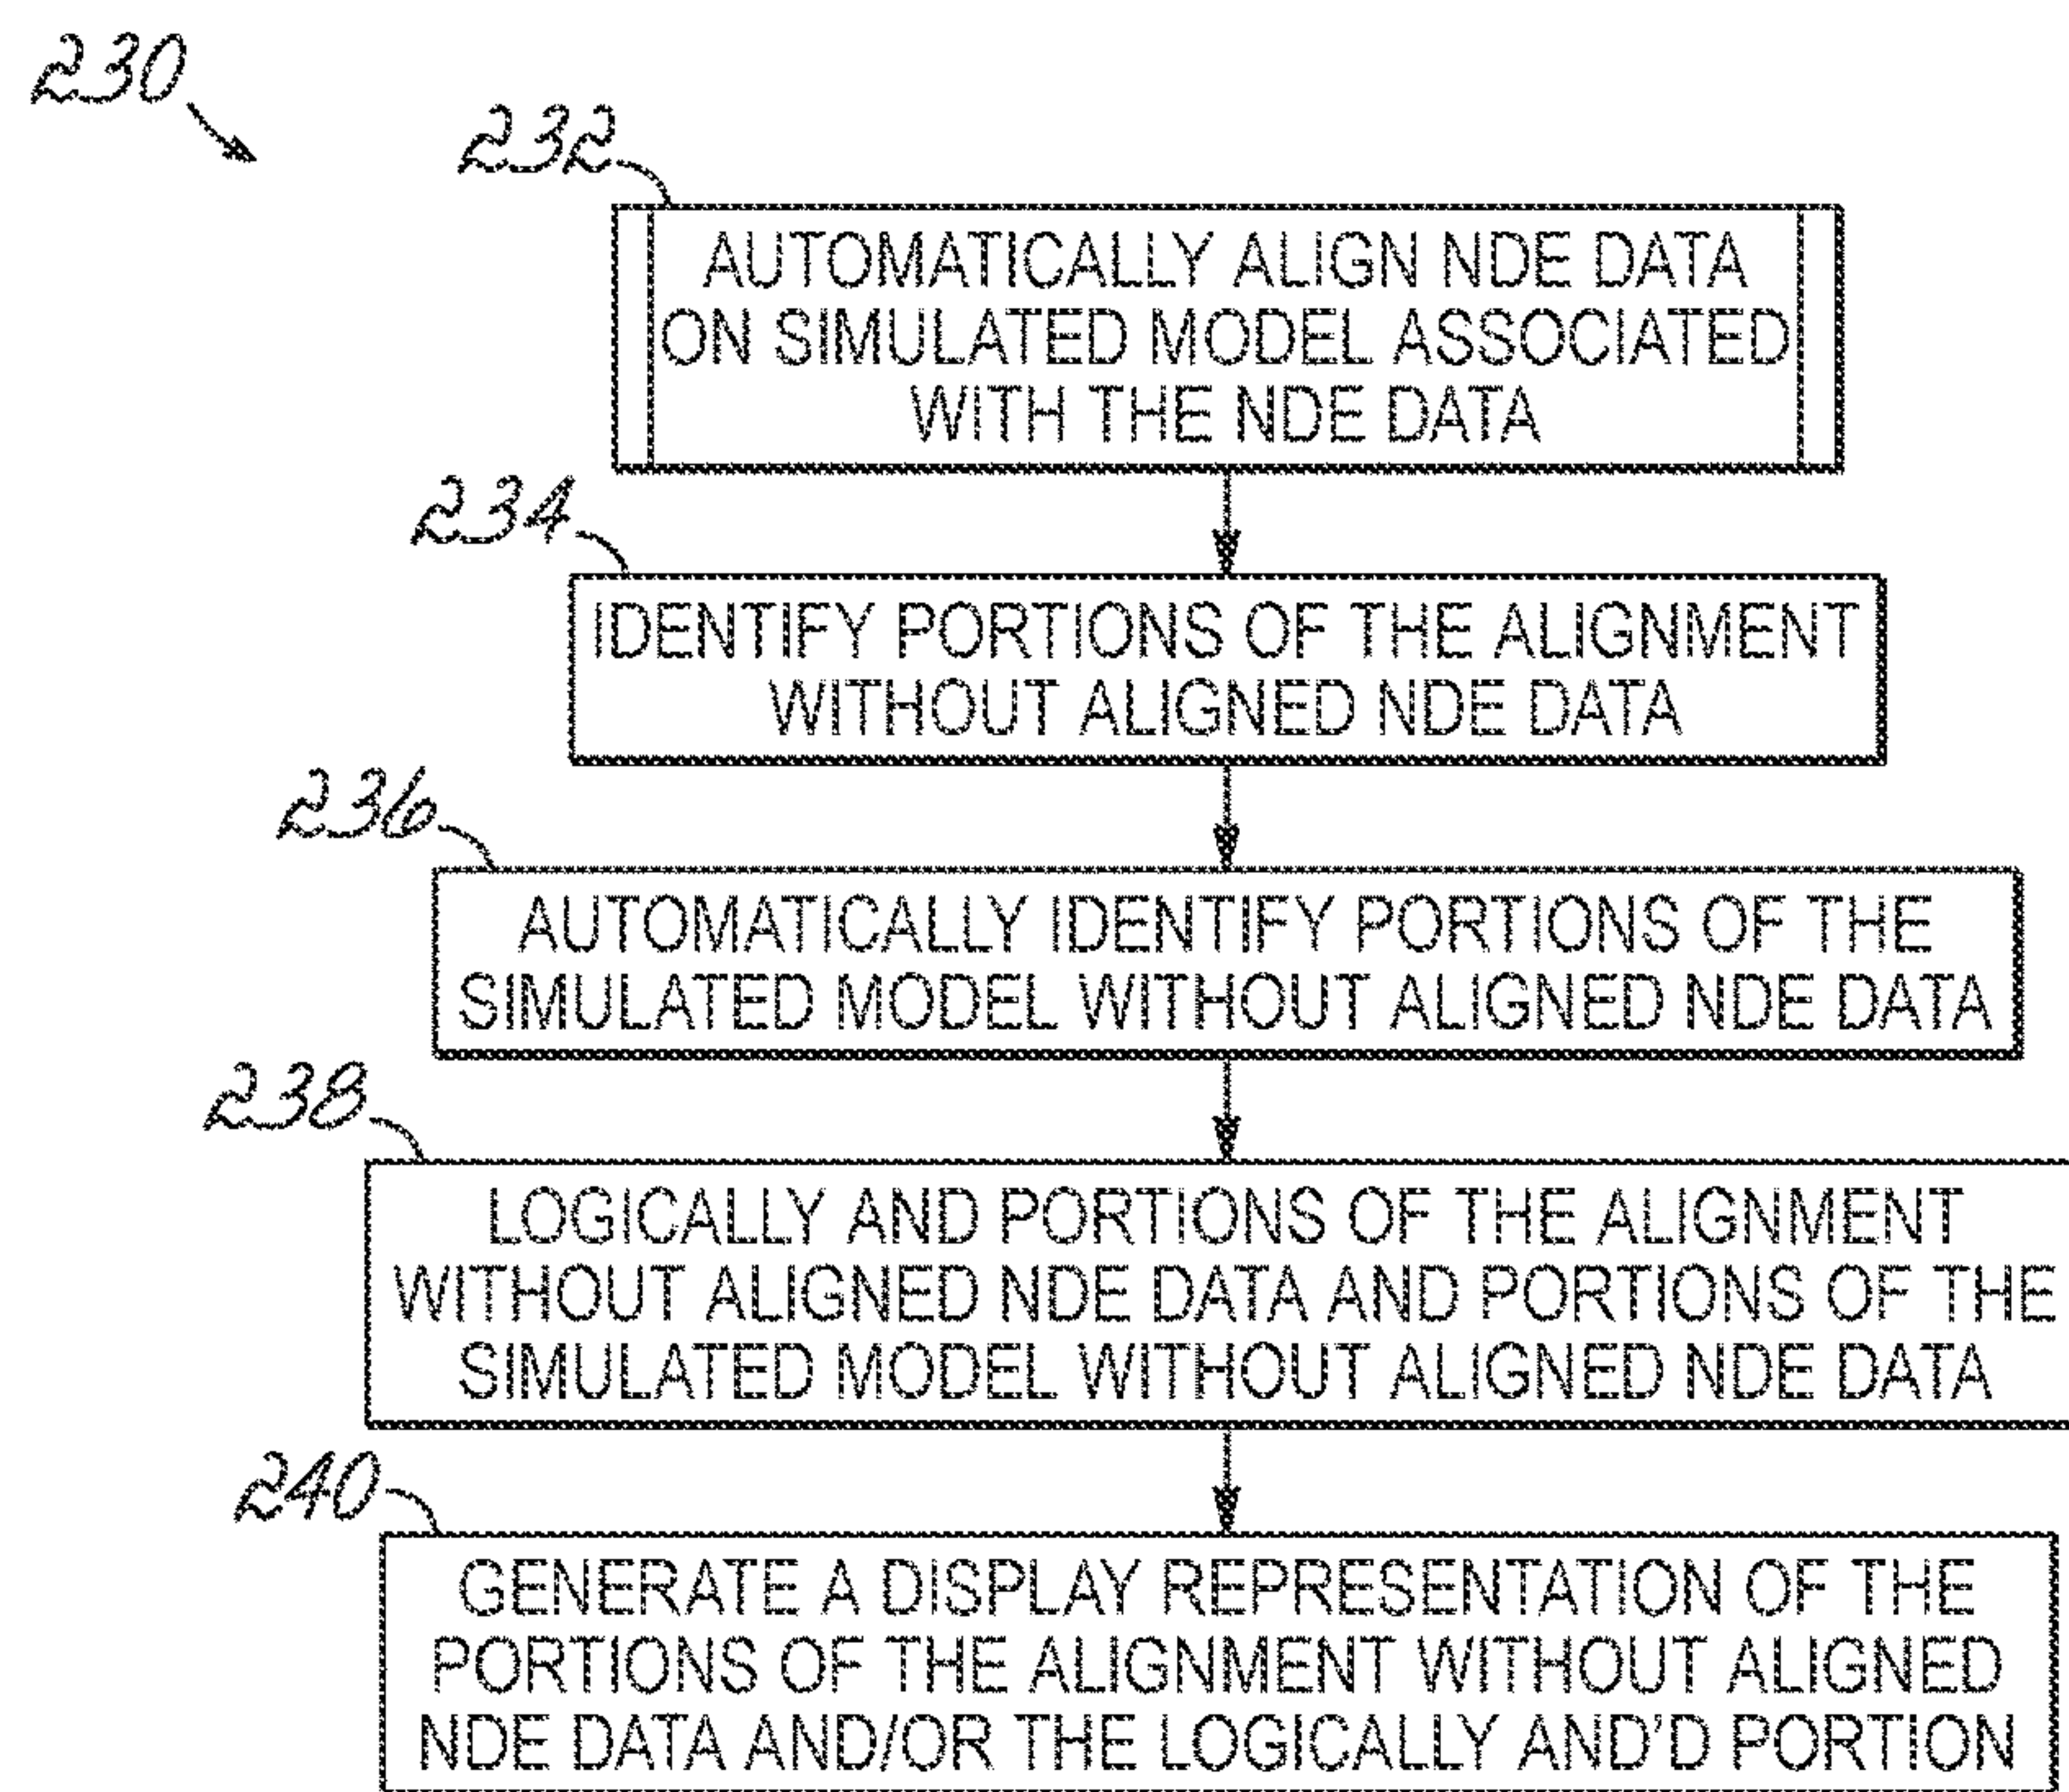 230
232
AUTOMATICALLY ALIGN NDE DATA
ON SIMULATED MODEL ASSOCIATED
WITH THE NDE DATA
234
IDENTIFY PORTIONS OF THE ALIGNMENT
WITHOUT ALIGNED NDE DATA
236
AUTOMATICALLY IDENTIFY PORTIONS OF THE
SIMULATED MODEL WITHOUT ALIGNED NDE DATA
238
LOGICALLY AND PORTIONS OF THE ALIGNMENT
WITHOUT ALIGNED NDE DATA AND PORTIONS OF THE
SIMULATED MODEL WITHOUT ALIGNED NDE DATA
240
GENERATE A DISPLAY REPRESENTATION OF THE
PORTIONS OF THE ALIGNMENT WITHOUT ALIGNED
NDE DATA AND/OR THE LOGICALLY AND'D PORTION